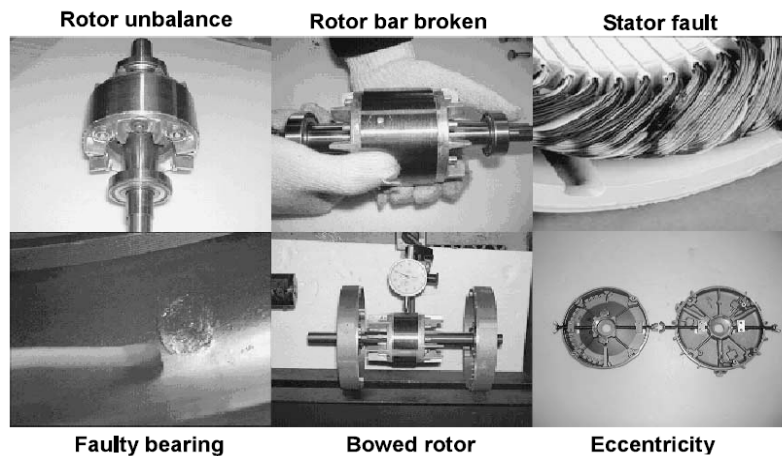 Rotor unbalance
Rotor bar broken
Stator fault
Faulty bearing
Bowed rotor
Eccentricity